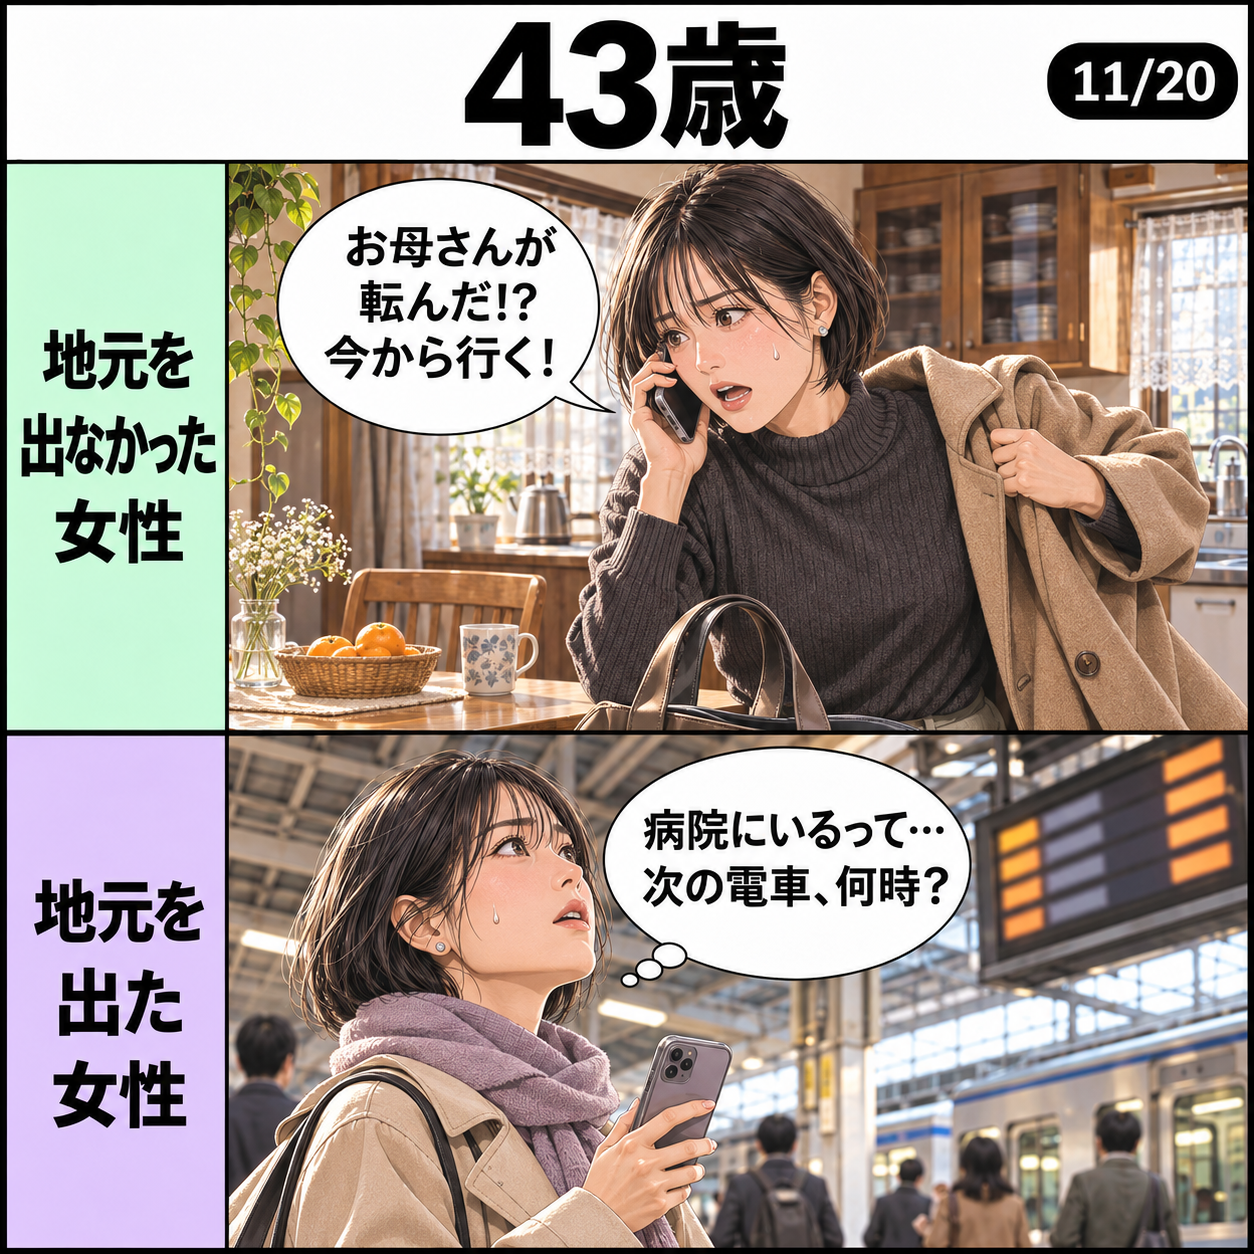 43歳
11/20
地元を
出なかった
女性
お母さんが
転んだ!?
今から行く!
地元を
出た
女性
病院にいるって…
次の電車、何時?